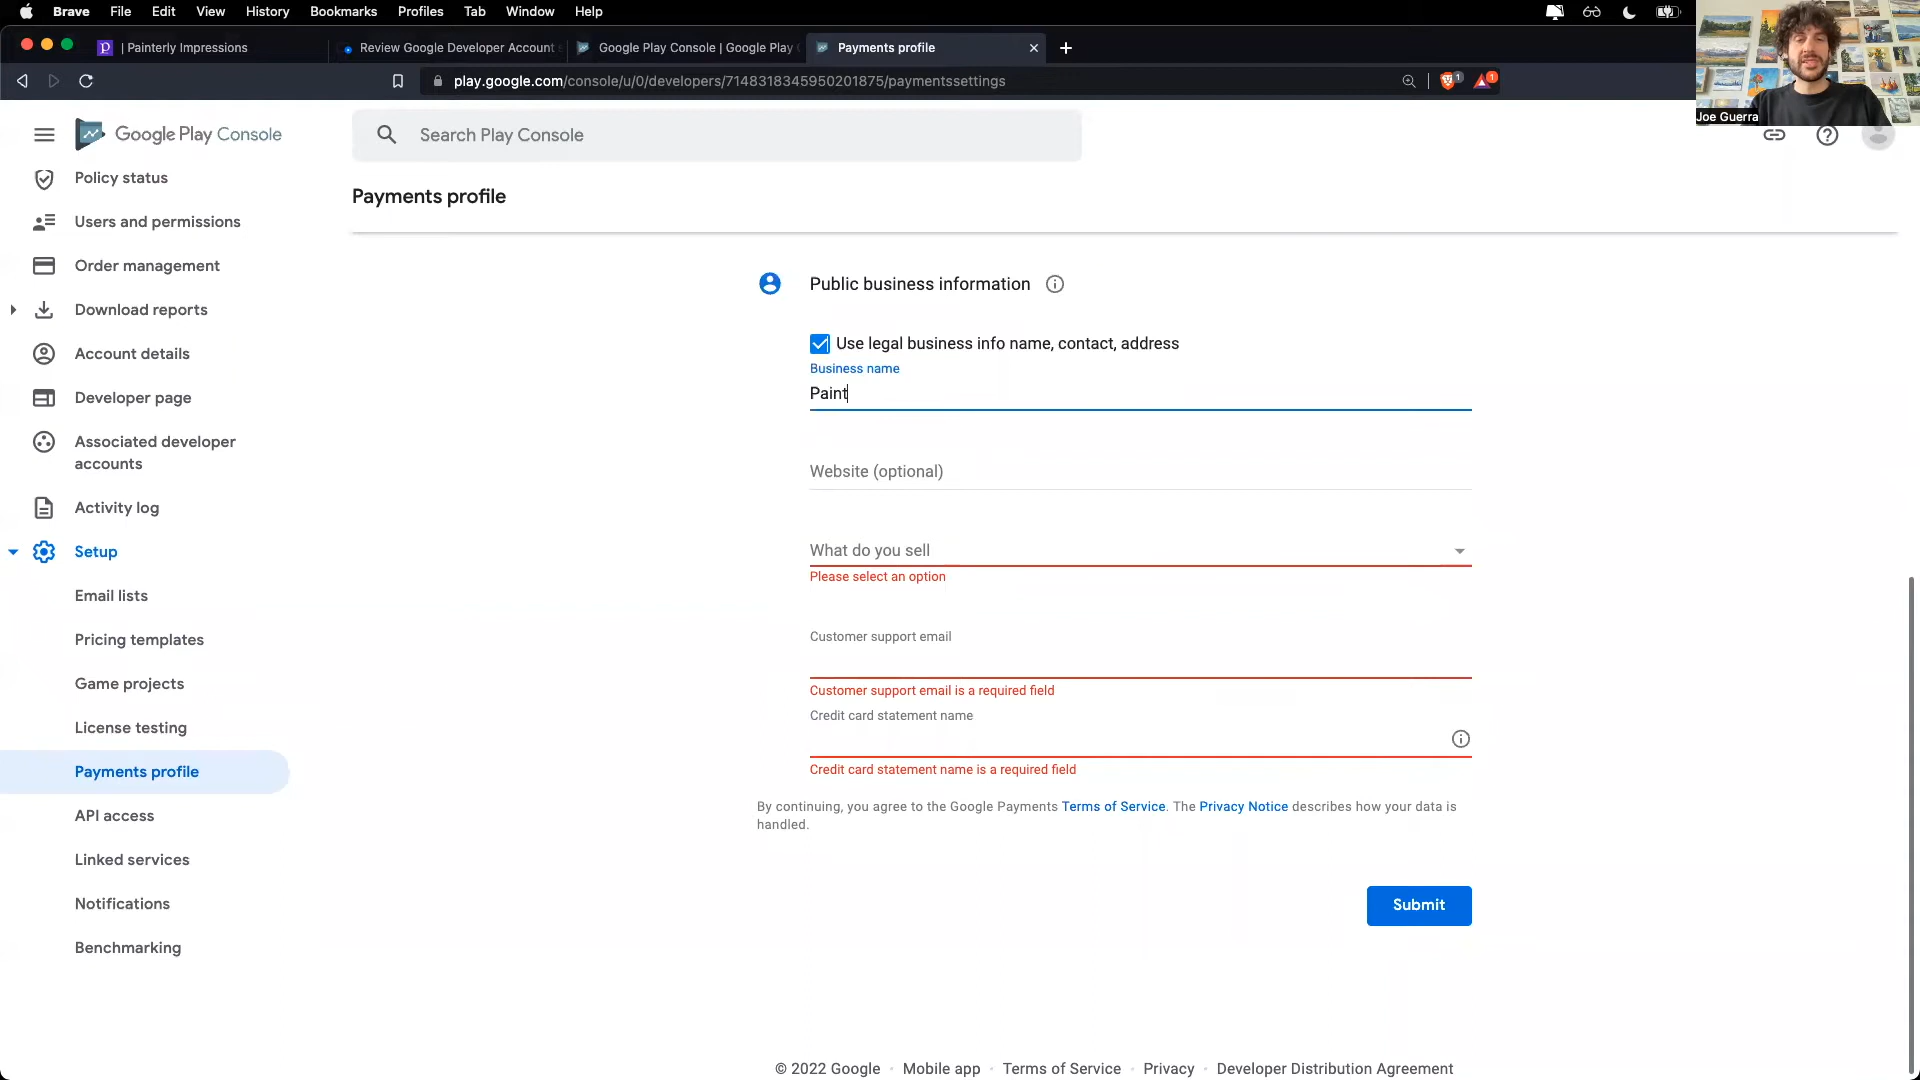 Brave File Edit View History Bookmarks Profiles Tab Window Help
| Painterly Impressions
Review Google Developer Account
Google Play Console | Google Play
Payments profile
play.google.com/console/u/0/developers/7148318345950201875/paymentssettings
1
1
Joe Guerra
Google Play Console
Search Play Console
Policy status
Users and permissions
Order management
Download reports
Account details
Developer page
Associated developer
accounts
Activity log
Setup
Email lists
Pricing templates
Game projects
License testing
Payments profile
API access
Linked services
Notifications
Benchmarking
Payments profile
Public business information
Use legal business info name, contact, address
Business name
Paint
Website (optional)
What do you sell
Please select an option
Customer support email
Customer support email is a required field
Credit card statement name
Credit card statement name is a required field
By continuing, you agree to the Google Payments Terms of Service. The Privacy Notice describes how your data is
handled.
Submit
© 2022 Google · Mobile app · Terms of Service · Privacy · Developer Distribution Agreement